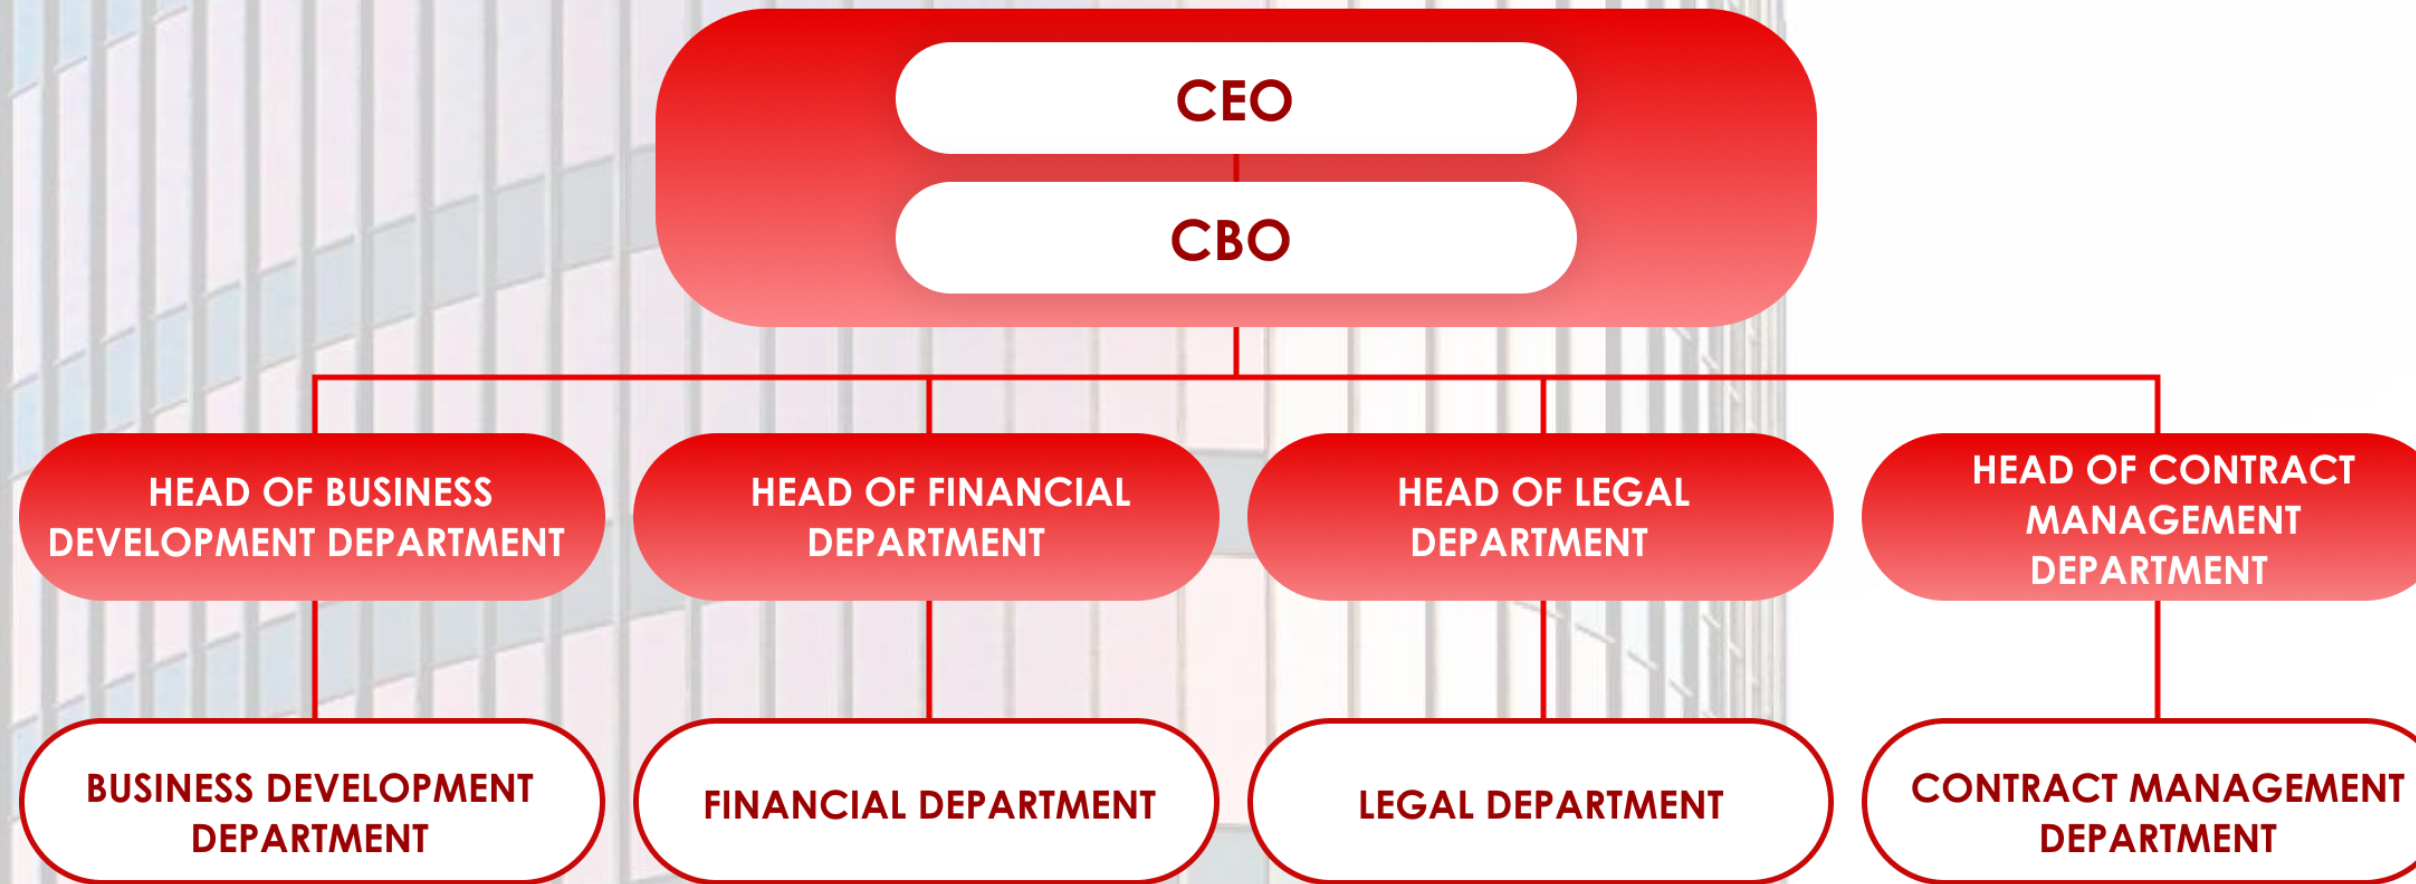 CEO
CBO
HEAD OF BUSINESS
DEVELOPMENT DEPARTMENT
HEAD OF FINANCIAL
DEPARTMENT
HEAD OF LEGAL
DEPARTMENT
HEAD OF CONTRACT
MANAGEMENT
DEPARTMENT
BUSINESS DEVELOPMENT
DEPARTMENT
FINANCIAL DEPARTMENT
LEGAL DEPARTMENT
CONTRACT MANAGEMENT
DEPARTMENT